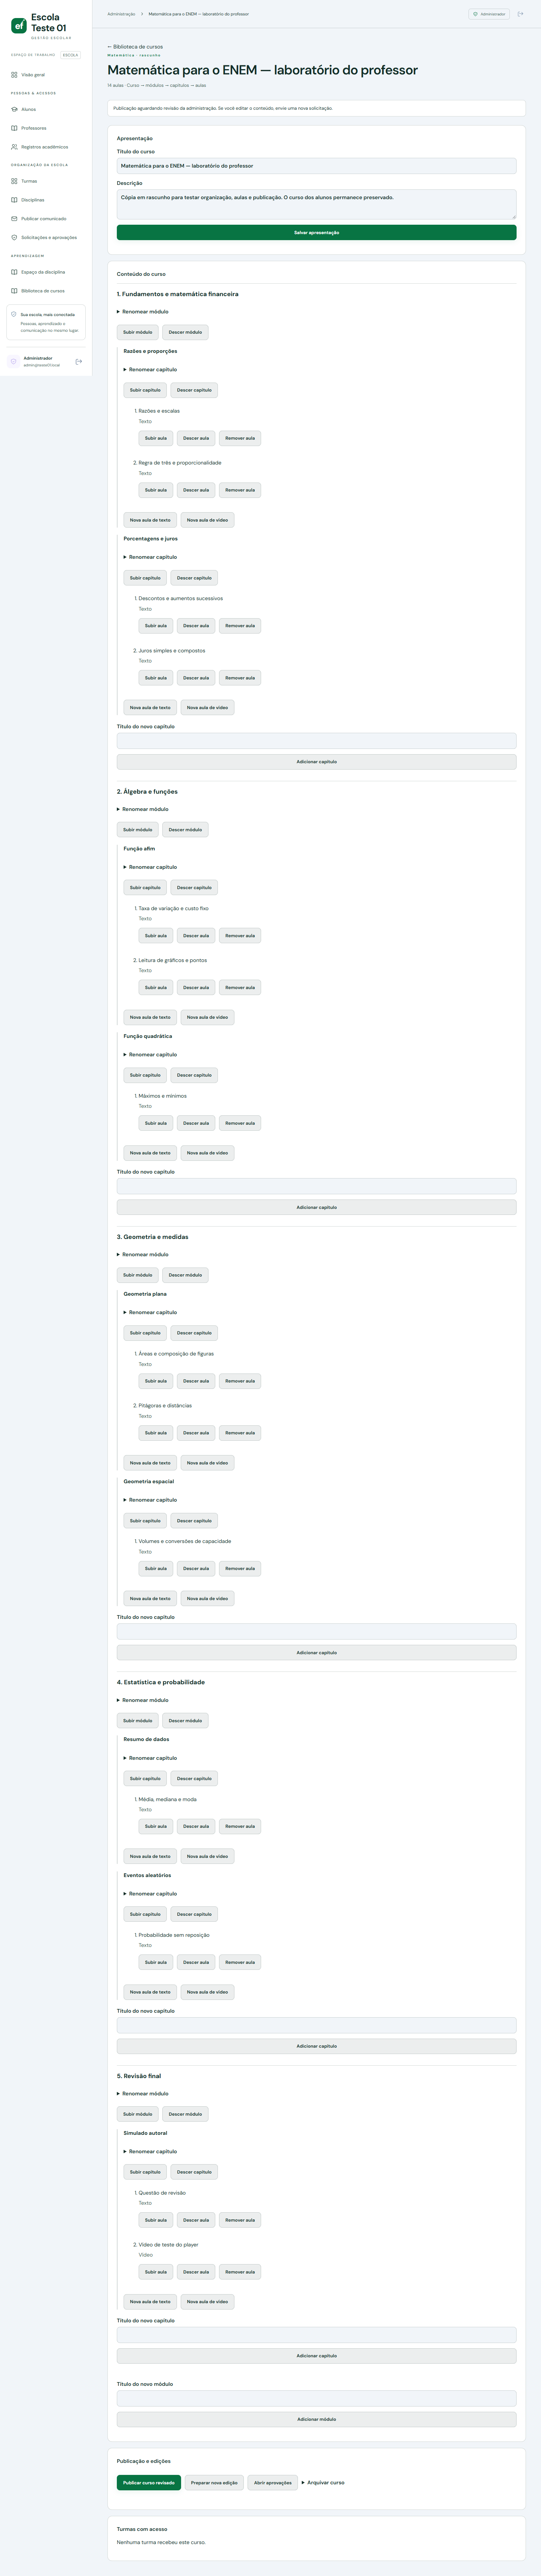 ef
Escola
Teste 01
GESTÃO ESCOLAR
ESPAÇO DE TRABALHO
ESCOLA
Visão geral
PESSOAS & ACESSOS
Alunos
Professores
Registros acadêmicos
ORGANIZAÇÃO DA ESCOLA
Turmas
Disciplinas
Publicar comunicado
Solicitações e aprovações
APRENDIZAGEM
Espaço da disciplina
Biblioteca de cursos
Sua escola, mais conectada
Pessoas, aprendizado e
comunicação no mesmo lugar.
Administrador
Administração
Matemática para o ENEM — laboratório do professor
Administrador
← Biblioteca de cursos
Matemática · rascunho
Matemática para o ENEM — laboratório do professor
14 aulas · Curso → módulos → capítulos → aulas
Publicação aguardando revisão da administração. Se você editar o conteúdo, envie uma nova solicitação.
Apresentação
Título do curso
Matemática para o ENEM — laboratório do professor
Descrição
Cópia em rascunho para testar organização, aulas e publicação. O curso dos alunos permanece preservado.
Salvar apresentação
Conteúdo do curso
1. Fundamentos e matemática financeira
Renomear módulo
Subir módulo Descer módulo
Razões e proporções
Renomear capítulo
Subir capítulo Descer capítulo
1. Razões e escalas
Texto
Subir aula Descer aula Remover aula
2. Regra de três e proporcionalidade
Texto
Subir aula Descer aula Remover aula
Nova aula de texto Nova aula de vídeo
Porcentagens e juros
Renomear capítulo
Subir capítulo Descer capítulo
1. Descontos e aumentos sucessivos
Texto
Subir aula Descer aula Remover aula
2. Juros simples e compostos
Texto
Subir aula Descer aula Remover aula
Nova aula de texto Nova aula de vídeo
Título do novo capítulo
Adicionar capítulo
2. Álgebra e funções
Renomear módulo
Subir módulo Descer módulo
Função afim
Renomear capítulo
Subir capítulo Descer capítulo
1. Taxa de variação e custo fixo
Texto
Subir aula Descer aula Remover aula
2. Leitura de gráficos e pontos
Texto
Subir aula Descer aula Remover aula
Nova aula de texto Nova aula de vídeo
Função quadrática
Renomear capítulo
Subir capítulo Descer capítulo
1. Máximos e mínimos
Texto
Subir aula Descer aula Remover aula
Nova aula de texto Nova aula de vídeo
Título do novo capítulo
Adicionar capítulo
3. Geometria e medidas
Renomear módulo
Subir módulo Descer módulo
Geometria plana
Renomear capítulo
Subir capítulo Descer capítulo
1. Áreas e composição de figuras
Texto
Subir aula Descer aula Remover aula
2. Pitágoras e distâncias
Texto
Subir aula Descer aula Remover aula
Nova aula de texto Nova aula de vídeo
Geometria espacial
Renomear capítulo
Subir capítulo Descer capítulo
1. Volumes e conversões de capacidade
Texto
Subir aula Descer aula Remover aula
Nova aula de texto Nova aula de vídeo
Título do novo capítulo
Adicionar capítulo
4. Estatística e probabilidade
Renomear módulo
Subir módulo Descer módulo
Resumo de dados
Renomear capítulo
Subir capítulo Descer capítulo
1. Média, mediana e moda
Texto
Subir aula Descer aula Remover aula
Nova aula de texto Nova aula de vídeo
Eventos aleatórios
Renomear capítulo
Subir capítulo Descer capítulo
1. Probabilidade sem reposição
Texto
Subir aula Descer aula Remover aula
Nova aula de texto Nova aula de vídeo
Título do novo capítulo
Adicionar capítulo
5. Revisão final
Renomear módulo
Subir módulo Descer módulo
Simulado autoral
Renomear capítulo
Subir capítulo Descer capítulo
1. Questão de revisão
Texto
Subir aula Descer aula Remover aula
2. Vídeo de teste do player
Vídeo
Subir aula Descer aula Remover aula
Nova aula de texto Nova aula de vídeo
Título do novo capítulo
Adicionar capítulo
Título do novo módulo
Adicionar módulo
Publicação e edições
Publicar curso revisado Preparar nova edição Abrir aprovações Arquivar curso
Turmas com acesso
Nenhuma turma recebeu este curso.